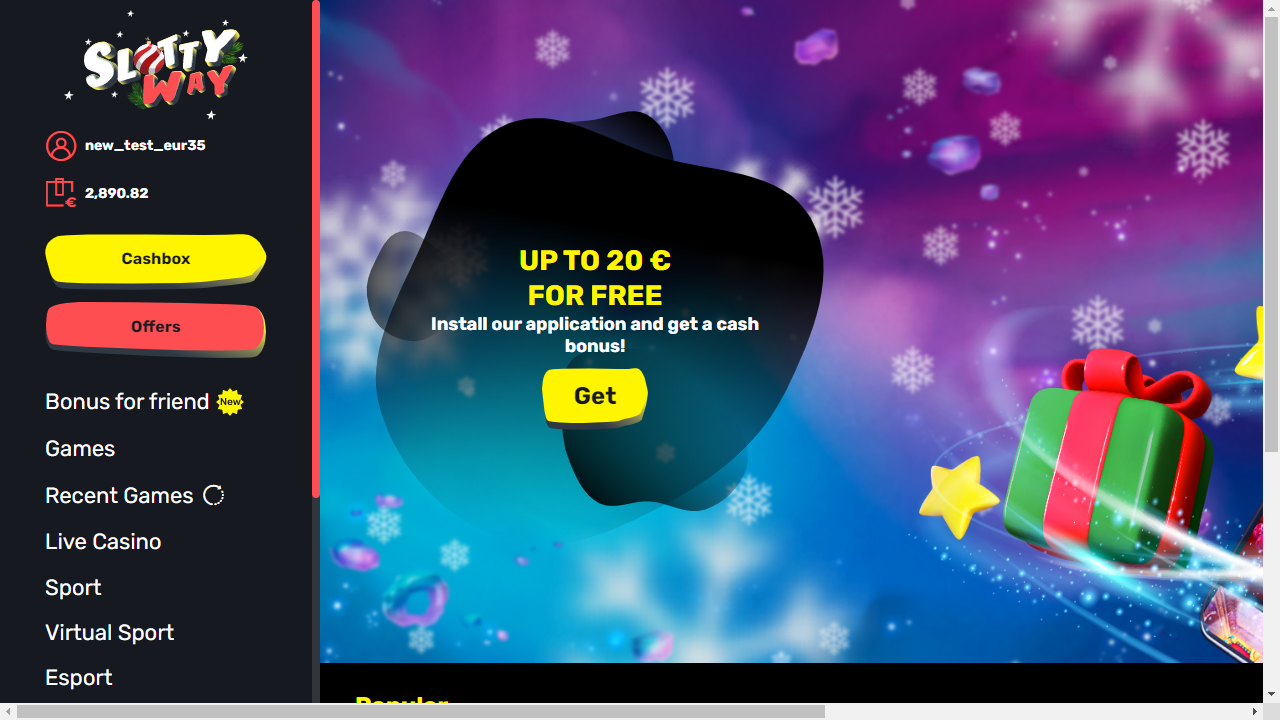 SLOTTY
WAY
new_test_eur35
€ 2,890.82
Cashbox
Offers
Bonus for friend New
Games
Recent Games
Live Casino
Sport
Virtual Sport
Esport
UP TO 20 €
FOR FREE
Install our application and get a cash
bonus!
Get
Popular